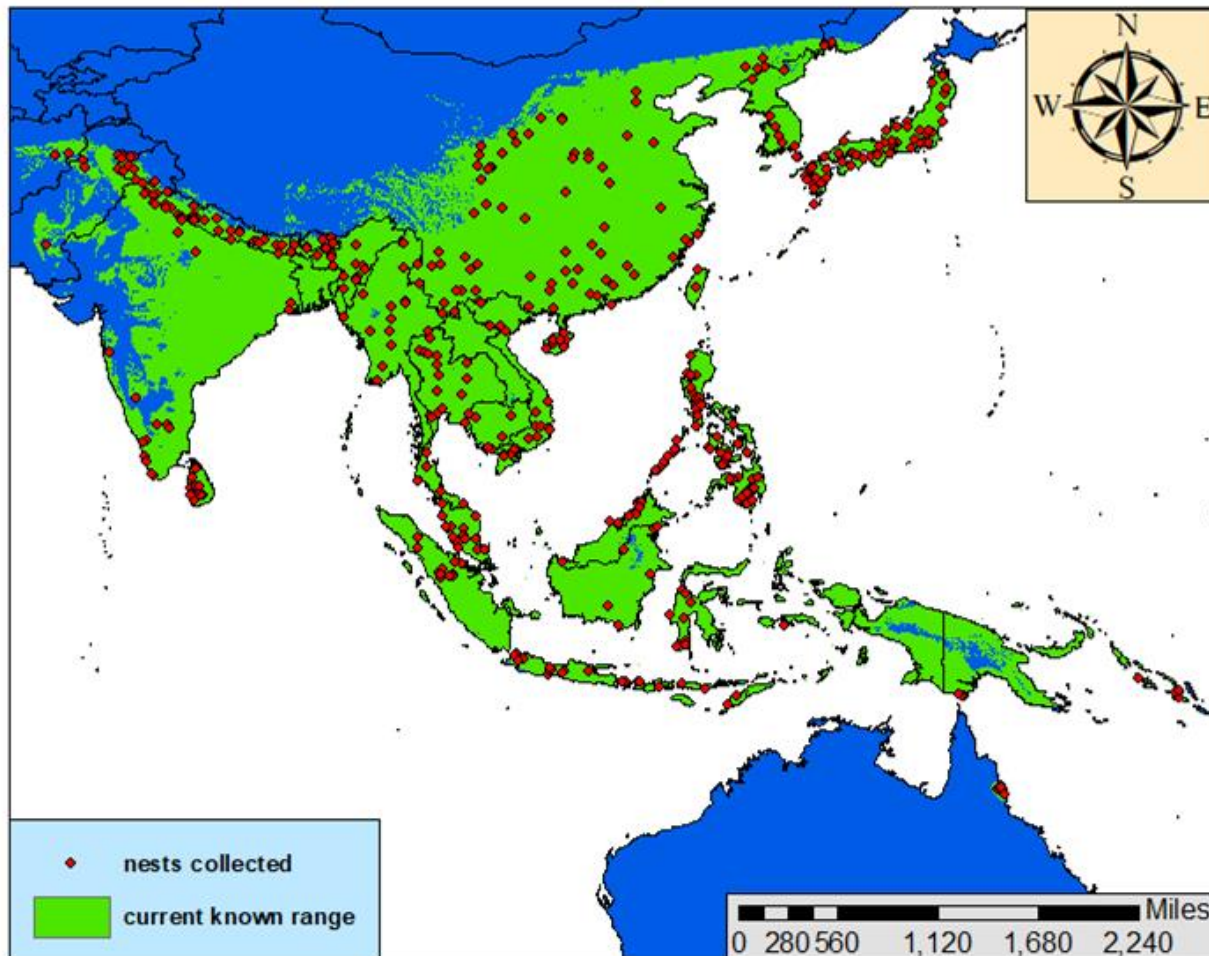 N
W E
S
nests collected
current known range
Miles
0 280 560 1,120 1,680 2,240